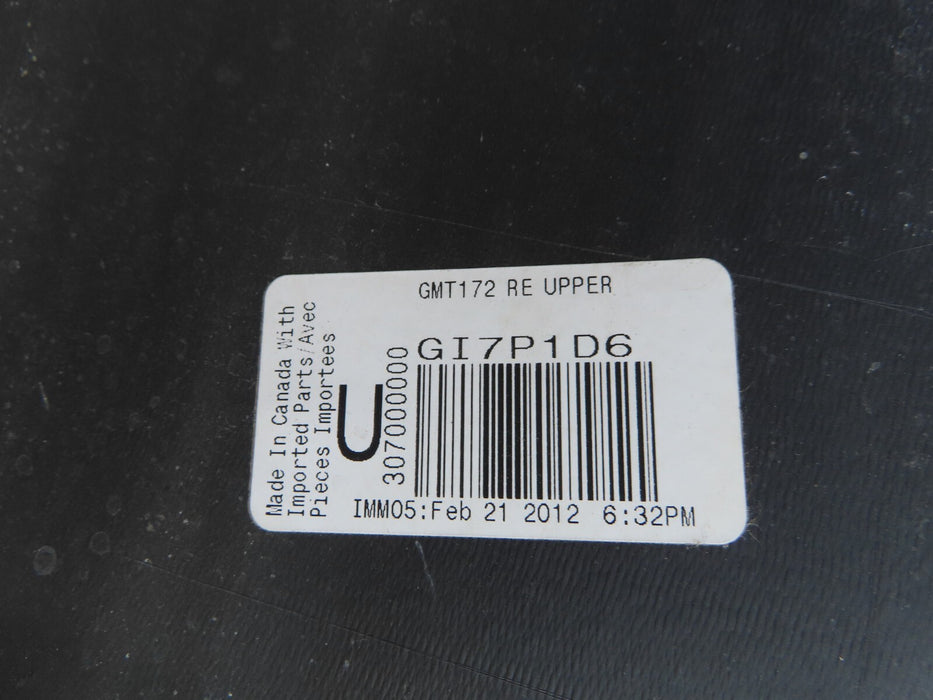 GMT172 RE UPPER
GI7P1D6
307000000
U
Made In Canada With
Imported Parts/Avec
Pieces Importees
IMM05:Feb 21 2012 6:32PM